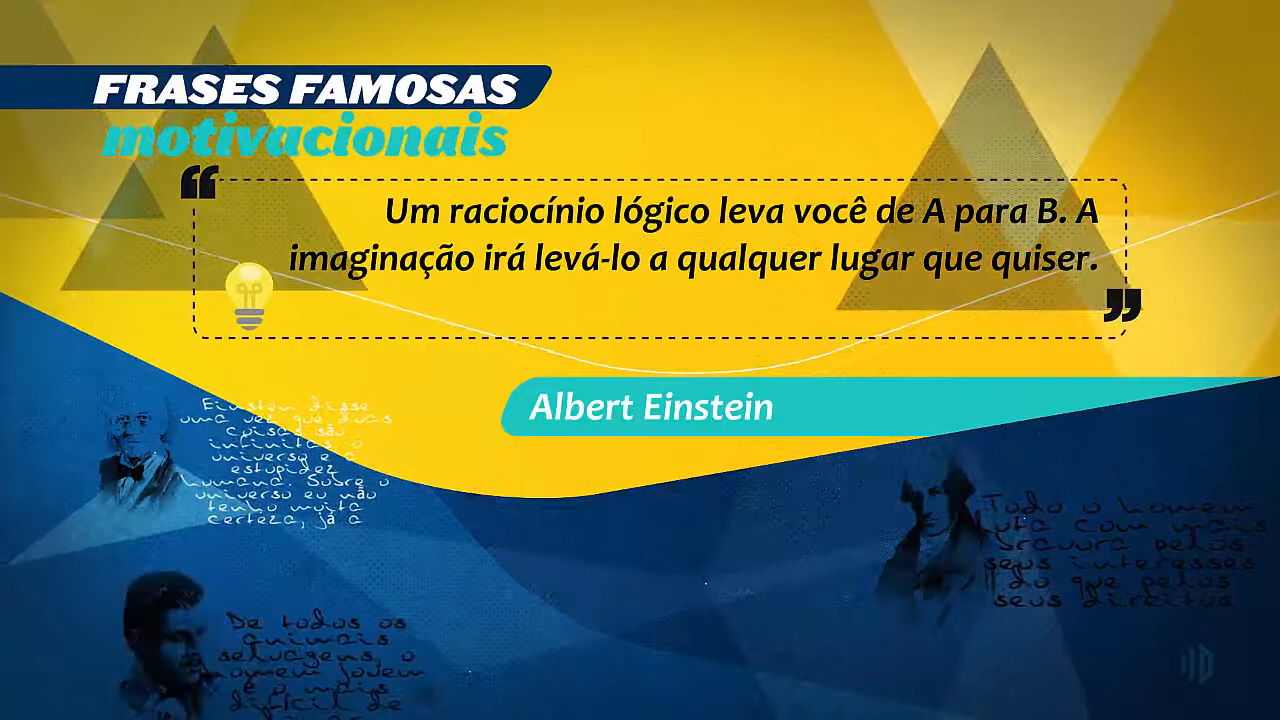 FRASES FAMOSAS
motivacionais
“
Um raciocínio lógico leva você de A para B. A
imaginação irá levá-lo a qualquer lugar que quiser.
”
Albert Einstein
Einsten disse
uma vez que duas
coisas são
infinitas, o
universo e a
estupidez
humana. Sobre o
universo eu não
tenho muita
certeza, já a
Todo o homem
luta com mais
bravura pelos
seus interesses
do que pelos
seus direitos
De todos os
animais
selvagens, o
homem jovem
é o mais
difícil de